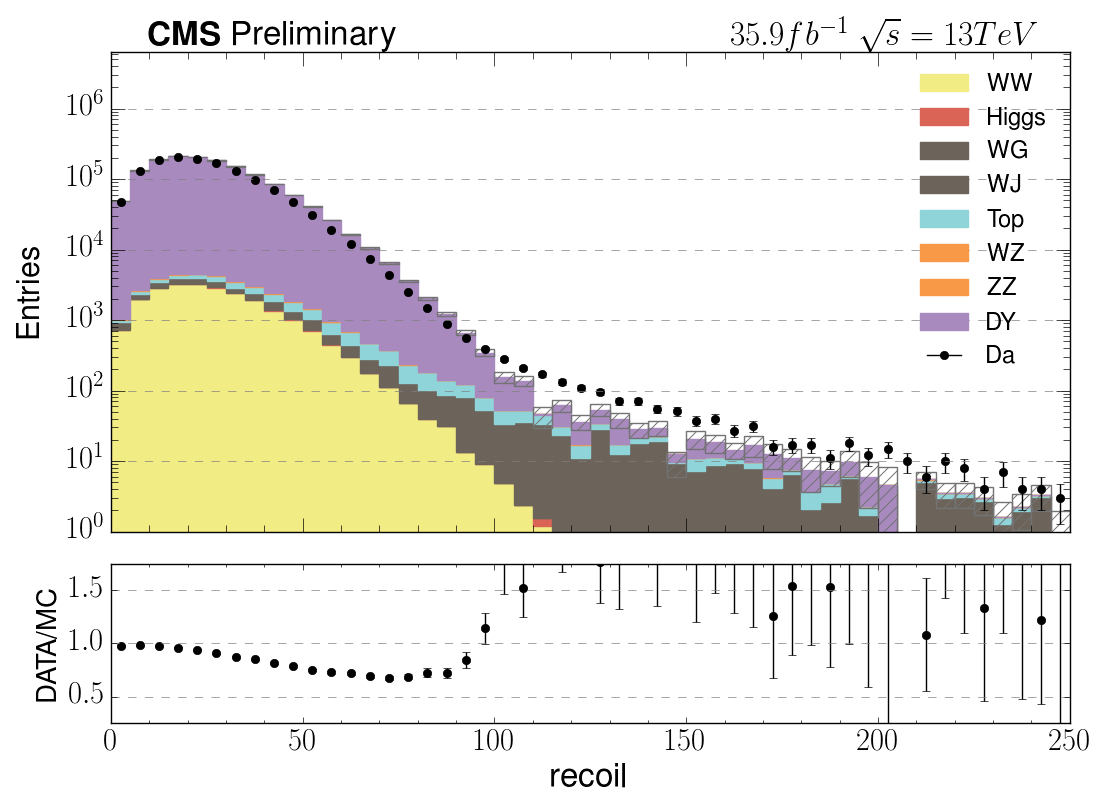 CMS Preliminary 35.9fb⁻¹ √s = 13TeV
Entries
10⁶
10⁵
10⁴
10³
10²
10¹
10⁰
WW
Higgs
WG
WJ
Top
WZ
ZZ
DY
Da
DATA/MC
1.5
1.0
0.5
0 50 100 150 200 250
recoil